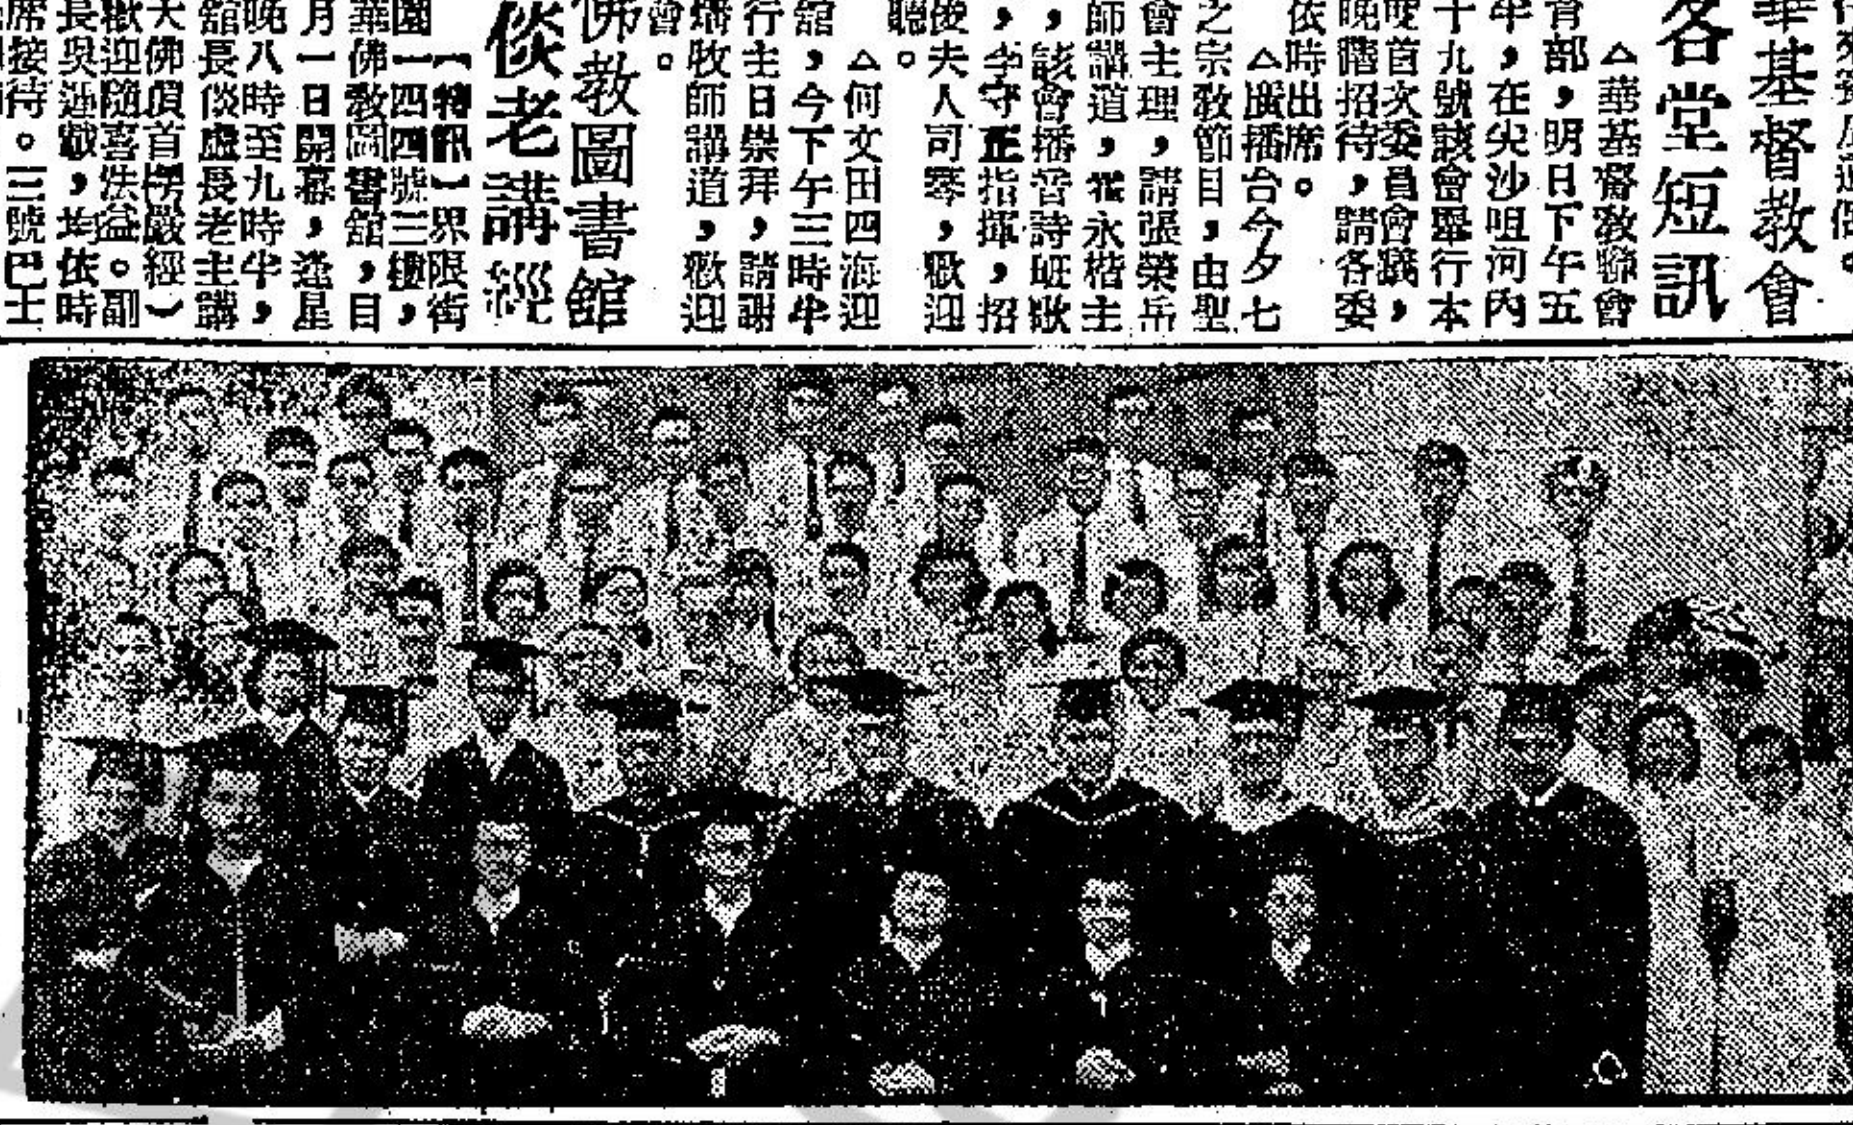 華基督教會
各堂短訊
△華基督教聯會
育部，明日下午五
半，在尖沙咀河內
十九號該會舉行本
度首次委員會議，
晚膳招待，請各委
依時出席。
△廣播台今夕七
之宗教節目，由聖
會主理，請張榮岳
師講道，永楷主
，該會播音詩班歌
，李守正指揮，招
俊夫人司琴，歡迎
聽。
△何文田四海迎
舘，今下午三時半
行主日崇拜，請謝
牧師講道，歡迎
會。
佛教圖書館
倓老講經
【特訊】界限街
園一四四號三樓，
華佛教圖書舘，目
月一日開幕，逢星
晚八時至九時半，
舘長倓虛長老主講
大佛頂首楞嚴經）
歡迎隨喜法益。副
長吳遜，均依時
席接待。三號巴士